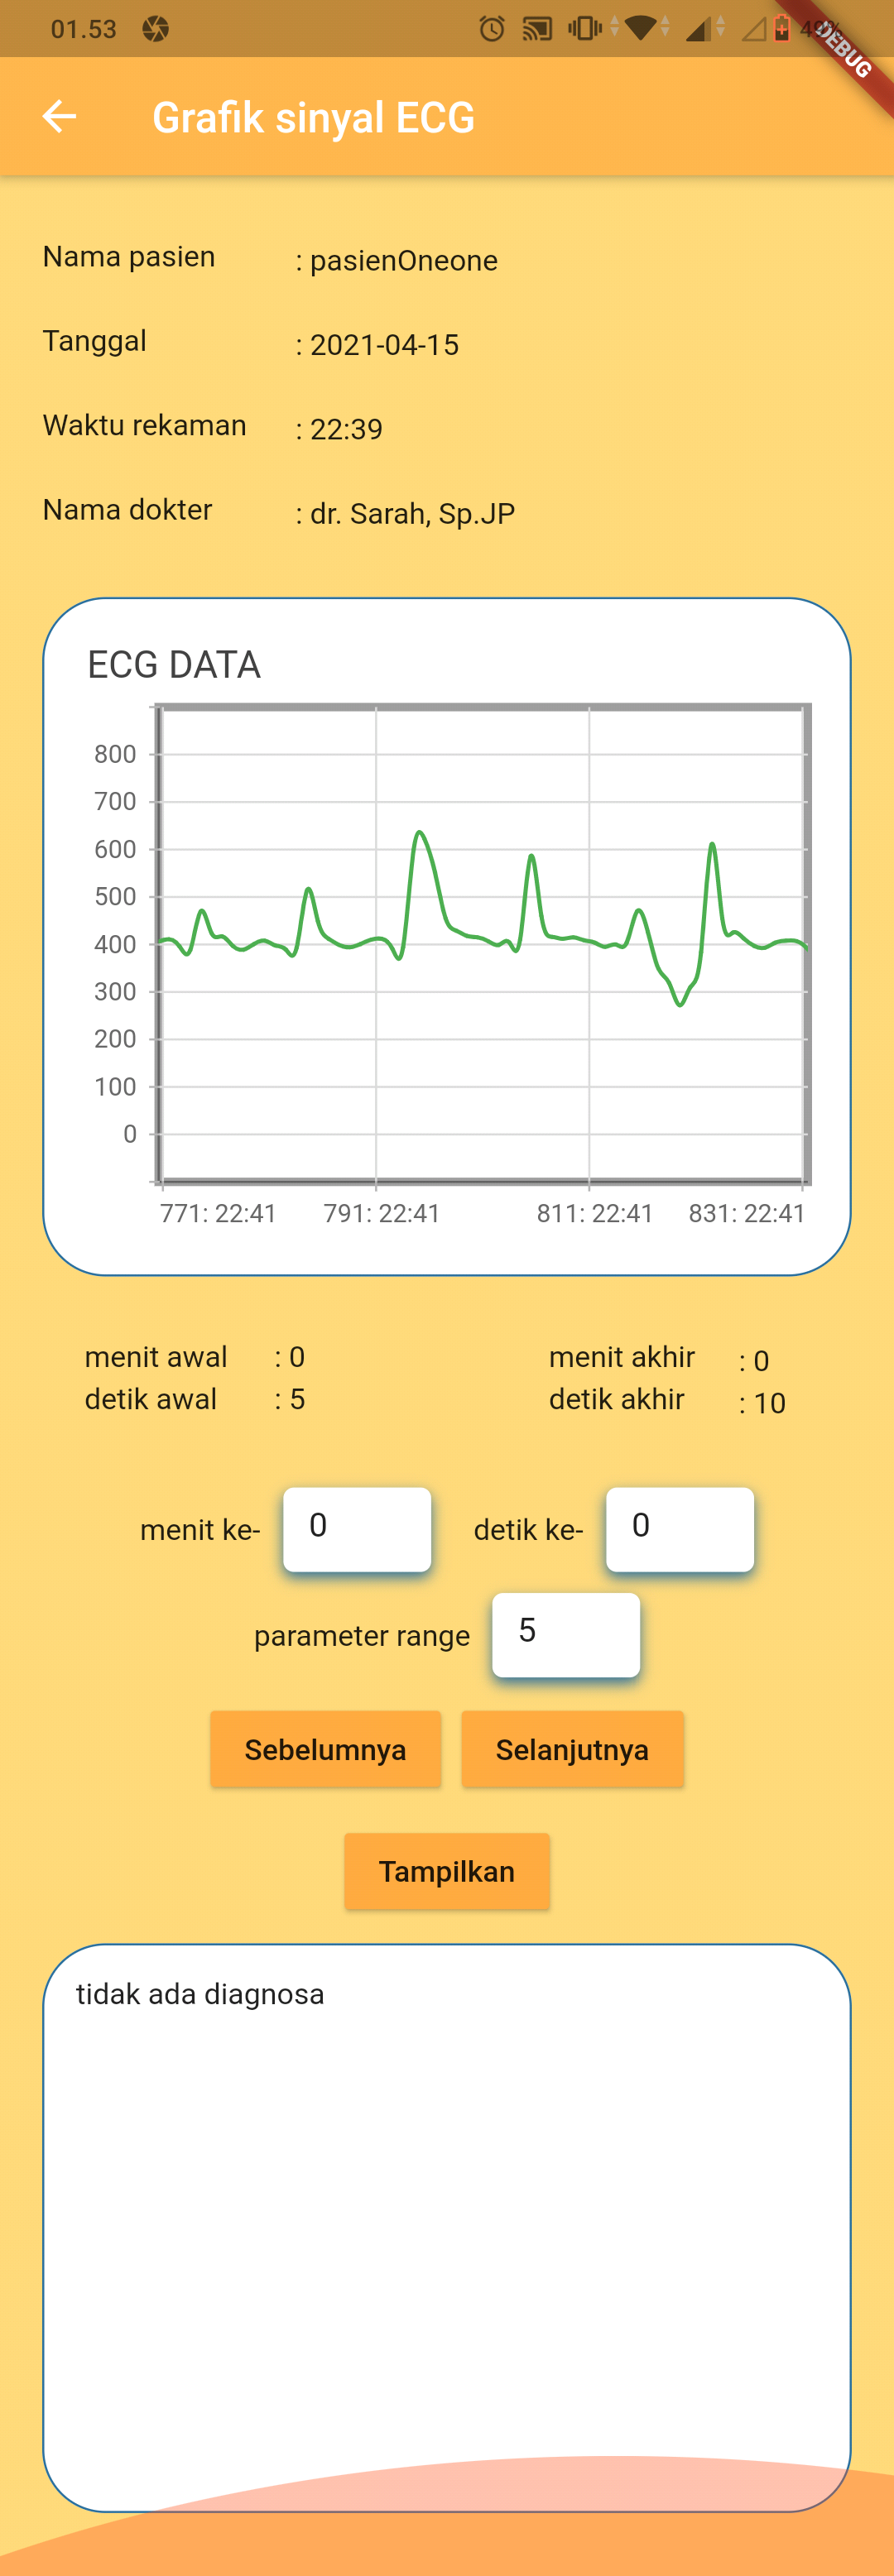 01.53
DEBUG
Grafik sinyal ECG
Nama pasien : pasienOneone
Tanggal : 2021-04-15
Waktu rekaman : 22:39
Nama dokter : dr. Sarah, Sp.JP
ECG DATA
800
700
600
500
400
300
200
100
0
771: 22:41 791: 22:41 811: 22:41 831: 22:41
menit awal : 0 menit akhir : 0
detik awal : 5 detik akhir : 10
menit ke- 0 detik ke- 0
parameter range 5
Sebelumnya Selanjutnya
Tampilkan
tidak ada diagnosa